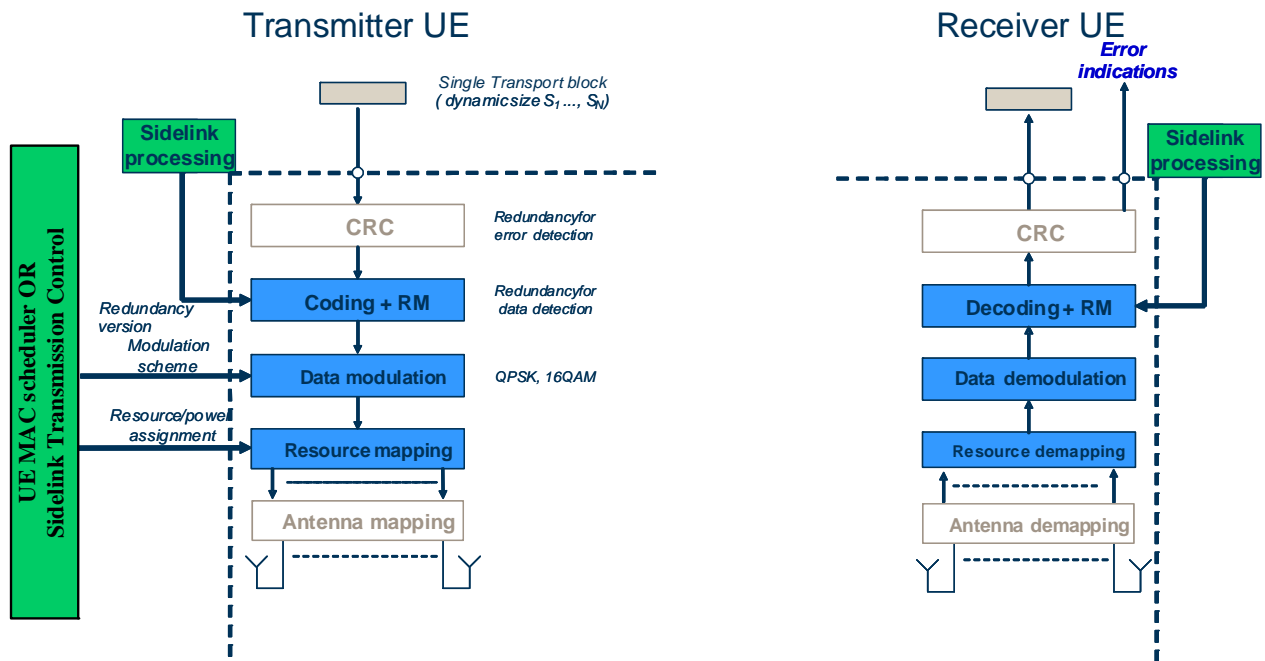 Transmitter UE
Single Transport block
( dynamicsize S1 ..., SN)
Sidelink
processing
UE MAC scheduler OR
Sidelink Transmission Control
CRC
Redundancyfor
error detection
Coding + RM
Redundancyfor
data detection
Redundancy
version
Modulation
scheme
Data modulation
QPSK, 16QAM
Resource/power
assignment
Resource mapping
Antenna mapping
Receiver UE
Error
indications
Sidelink
processing
CRC
Decoding + RM
Data demodulation
Resource demapping
Antenna demapping